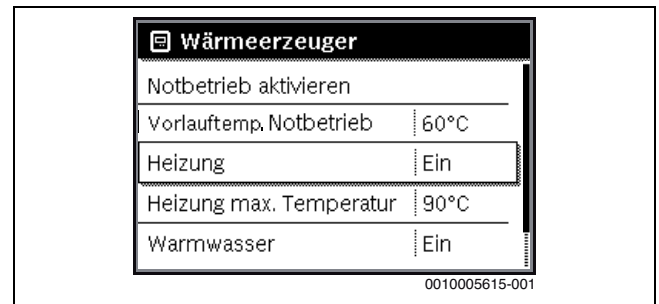 Wärmeerzeuger
Notbetrieb aktivieren
Vorlauftemp. Notbetrieb 60°C
Heizung Ein
Heizung max. Temperatur 90°C
Warmwasser Ein
0010005615-001